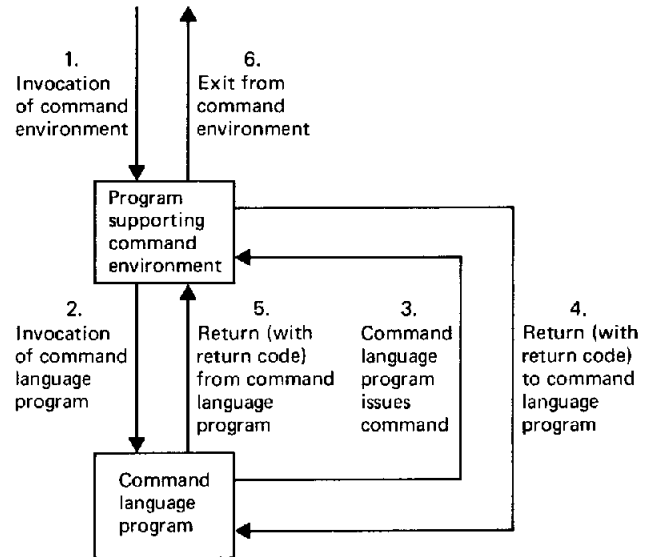 1.
Invocation
of command
environment
6.
Exit from
command
environment
Program
supporting
command
environment
2.
Invocation
of command
language
program
5.
Return (with
return code)
from command
language
program
3.
Command
language
program
issues
command
4.
Return (with
return code)
to command
language
program
Command
language
program